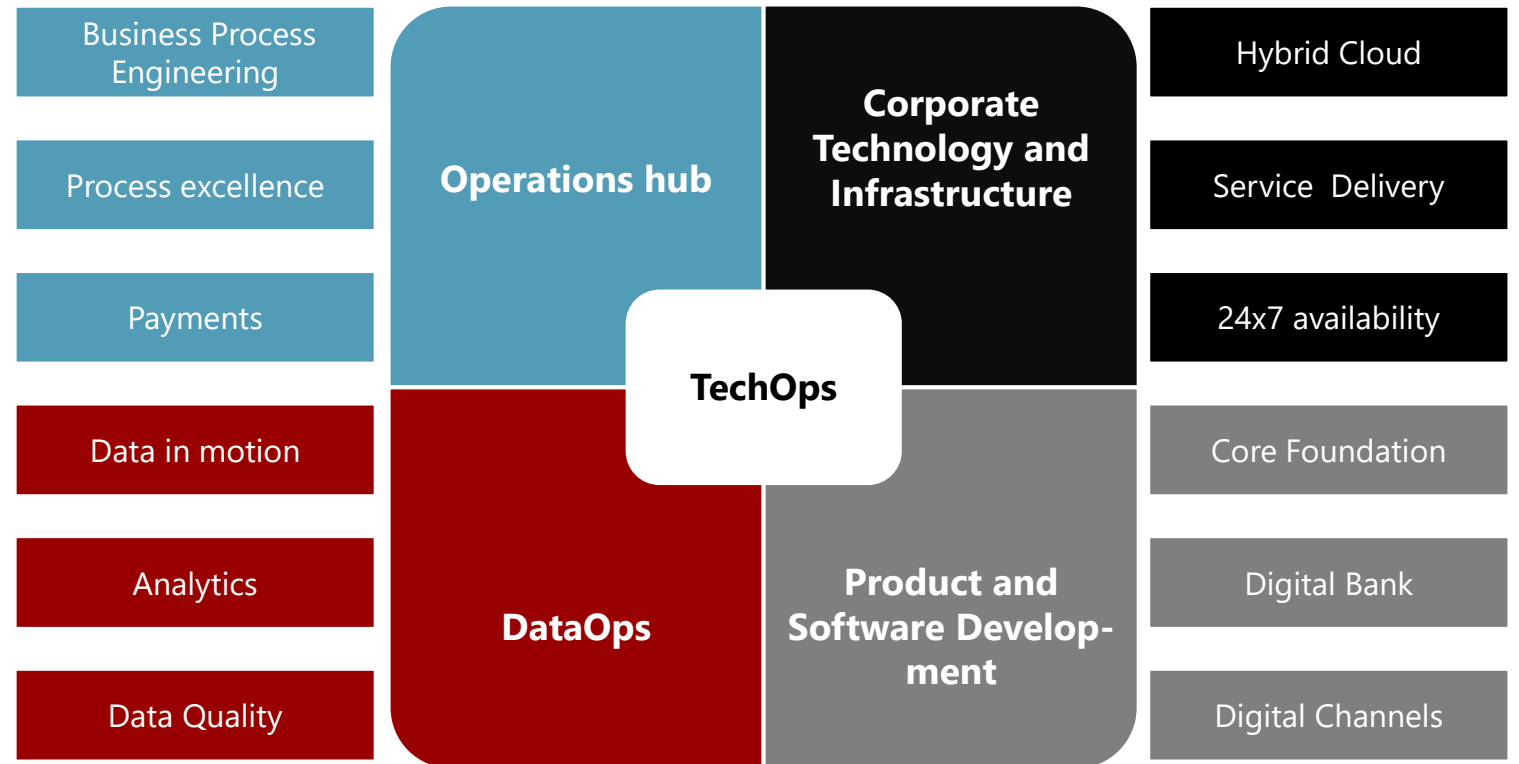 Business Process
Engineering
Process excellence
Payments
Data in motion
Analytics
Data Quality
Operations hub
Corporate
Technology and
Infrastructure
TechOps
DataOps
Product and
Software Develop-
ment
Hybrid Cloud
Service  Delivery
24x7 availability
Core Foundation
Digital Bank
Digital Channels